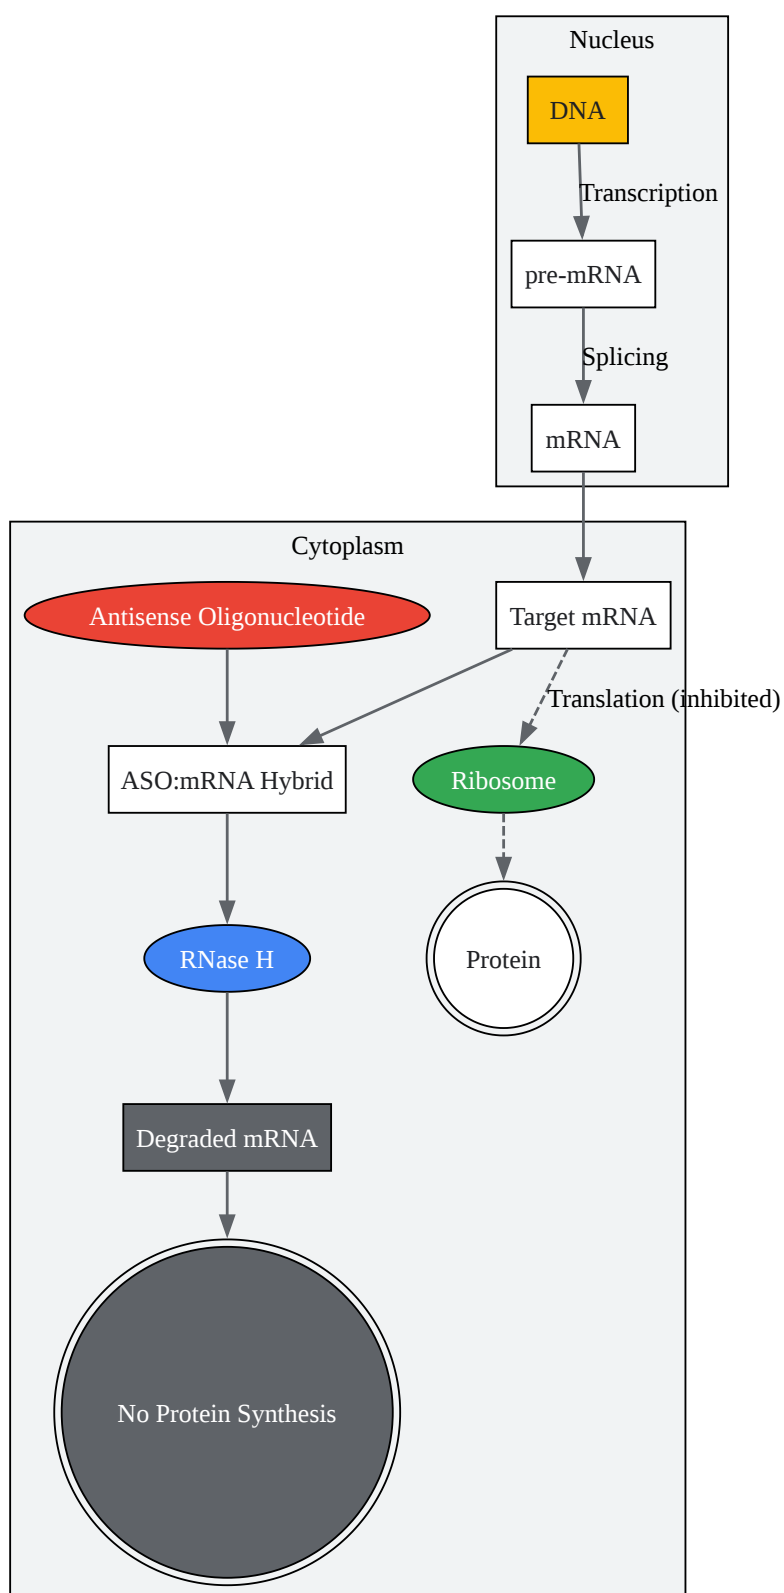 Nucleus
DNA
Transcription
pre-mRNA
Splicing
mRNA
Cytoplasm
Antisense Oligonucleotide
Target mRNA
Translation (inhibited)
ASO:mRNA Hybrid
Ribosome
RNase H
Protein
Degraded mRNA
No Protein Synthesis